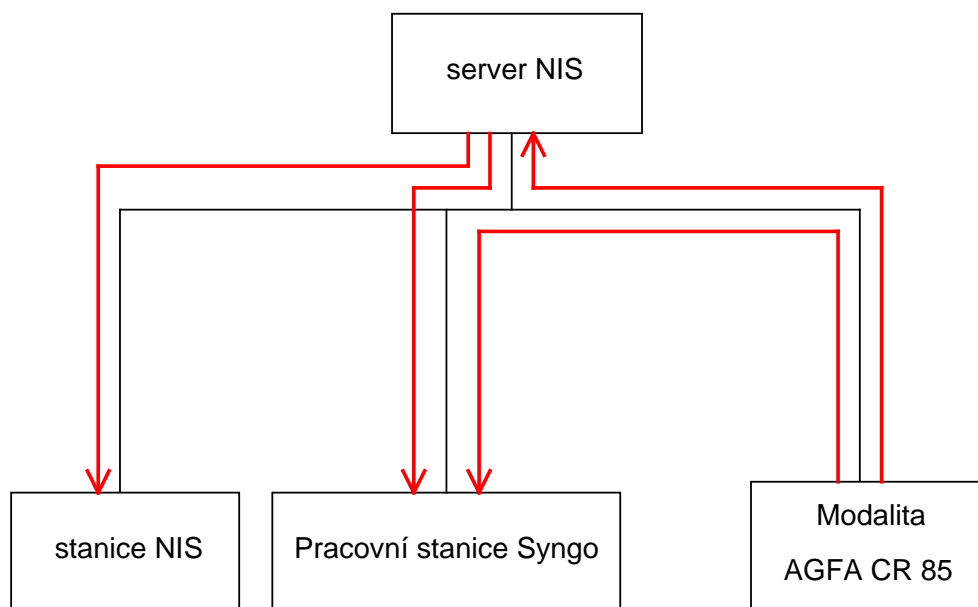 server NIS
stanice NIS
Pracovní stanice Syngo
Modalita
AGFA CR 85